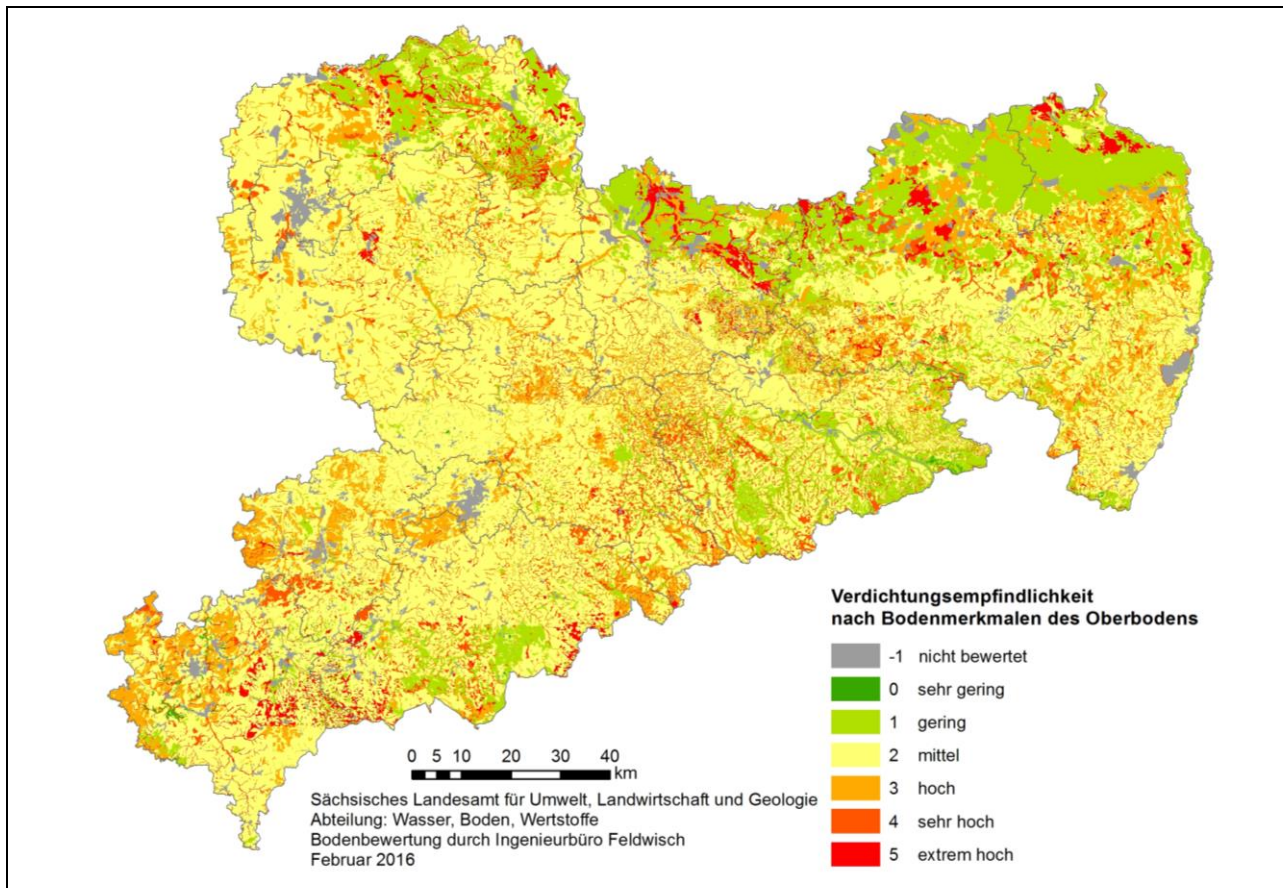 Verdichtungsempfindlichkeit
nach Bodenmerkmalen des Oberbodens
-1 nicht bewertet
0 sehr gering
1 gering
2 mittel
3 hoch
4 sehr hoch
5 extrem hoch
0 5 10 20 30 40
km
Sächsisches Landesamt für Umwelt, Landwirtschaft und Geologie
Abteilung: Wasser, Boden, Wertstoffe
Bodenbewertung durch Ingenieurbüro Feldwisch
Februar 2016